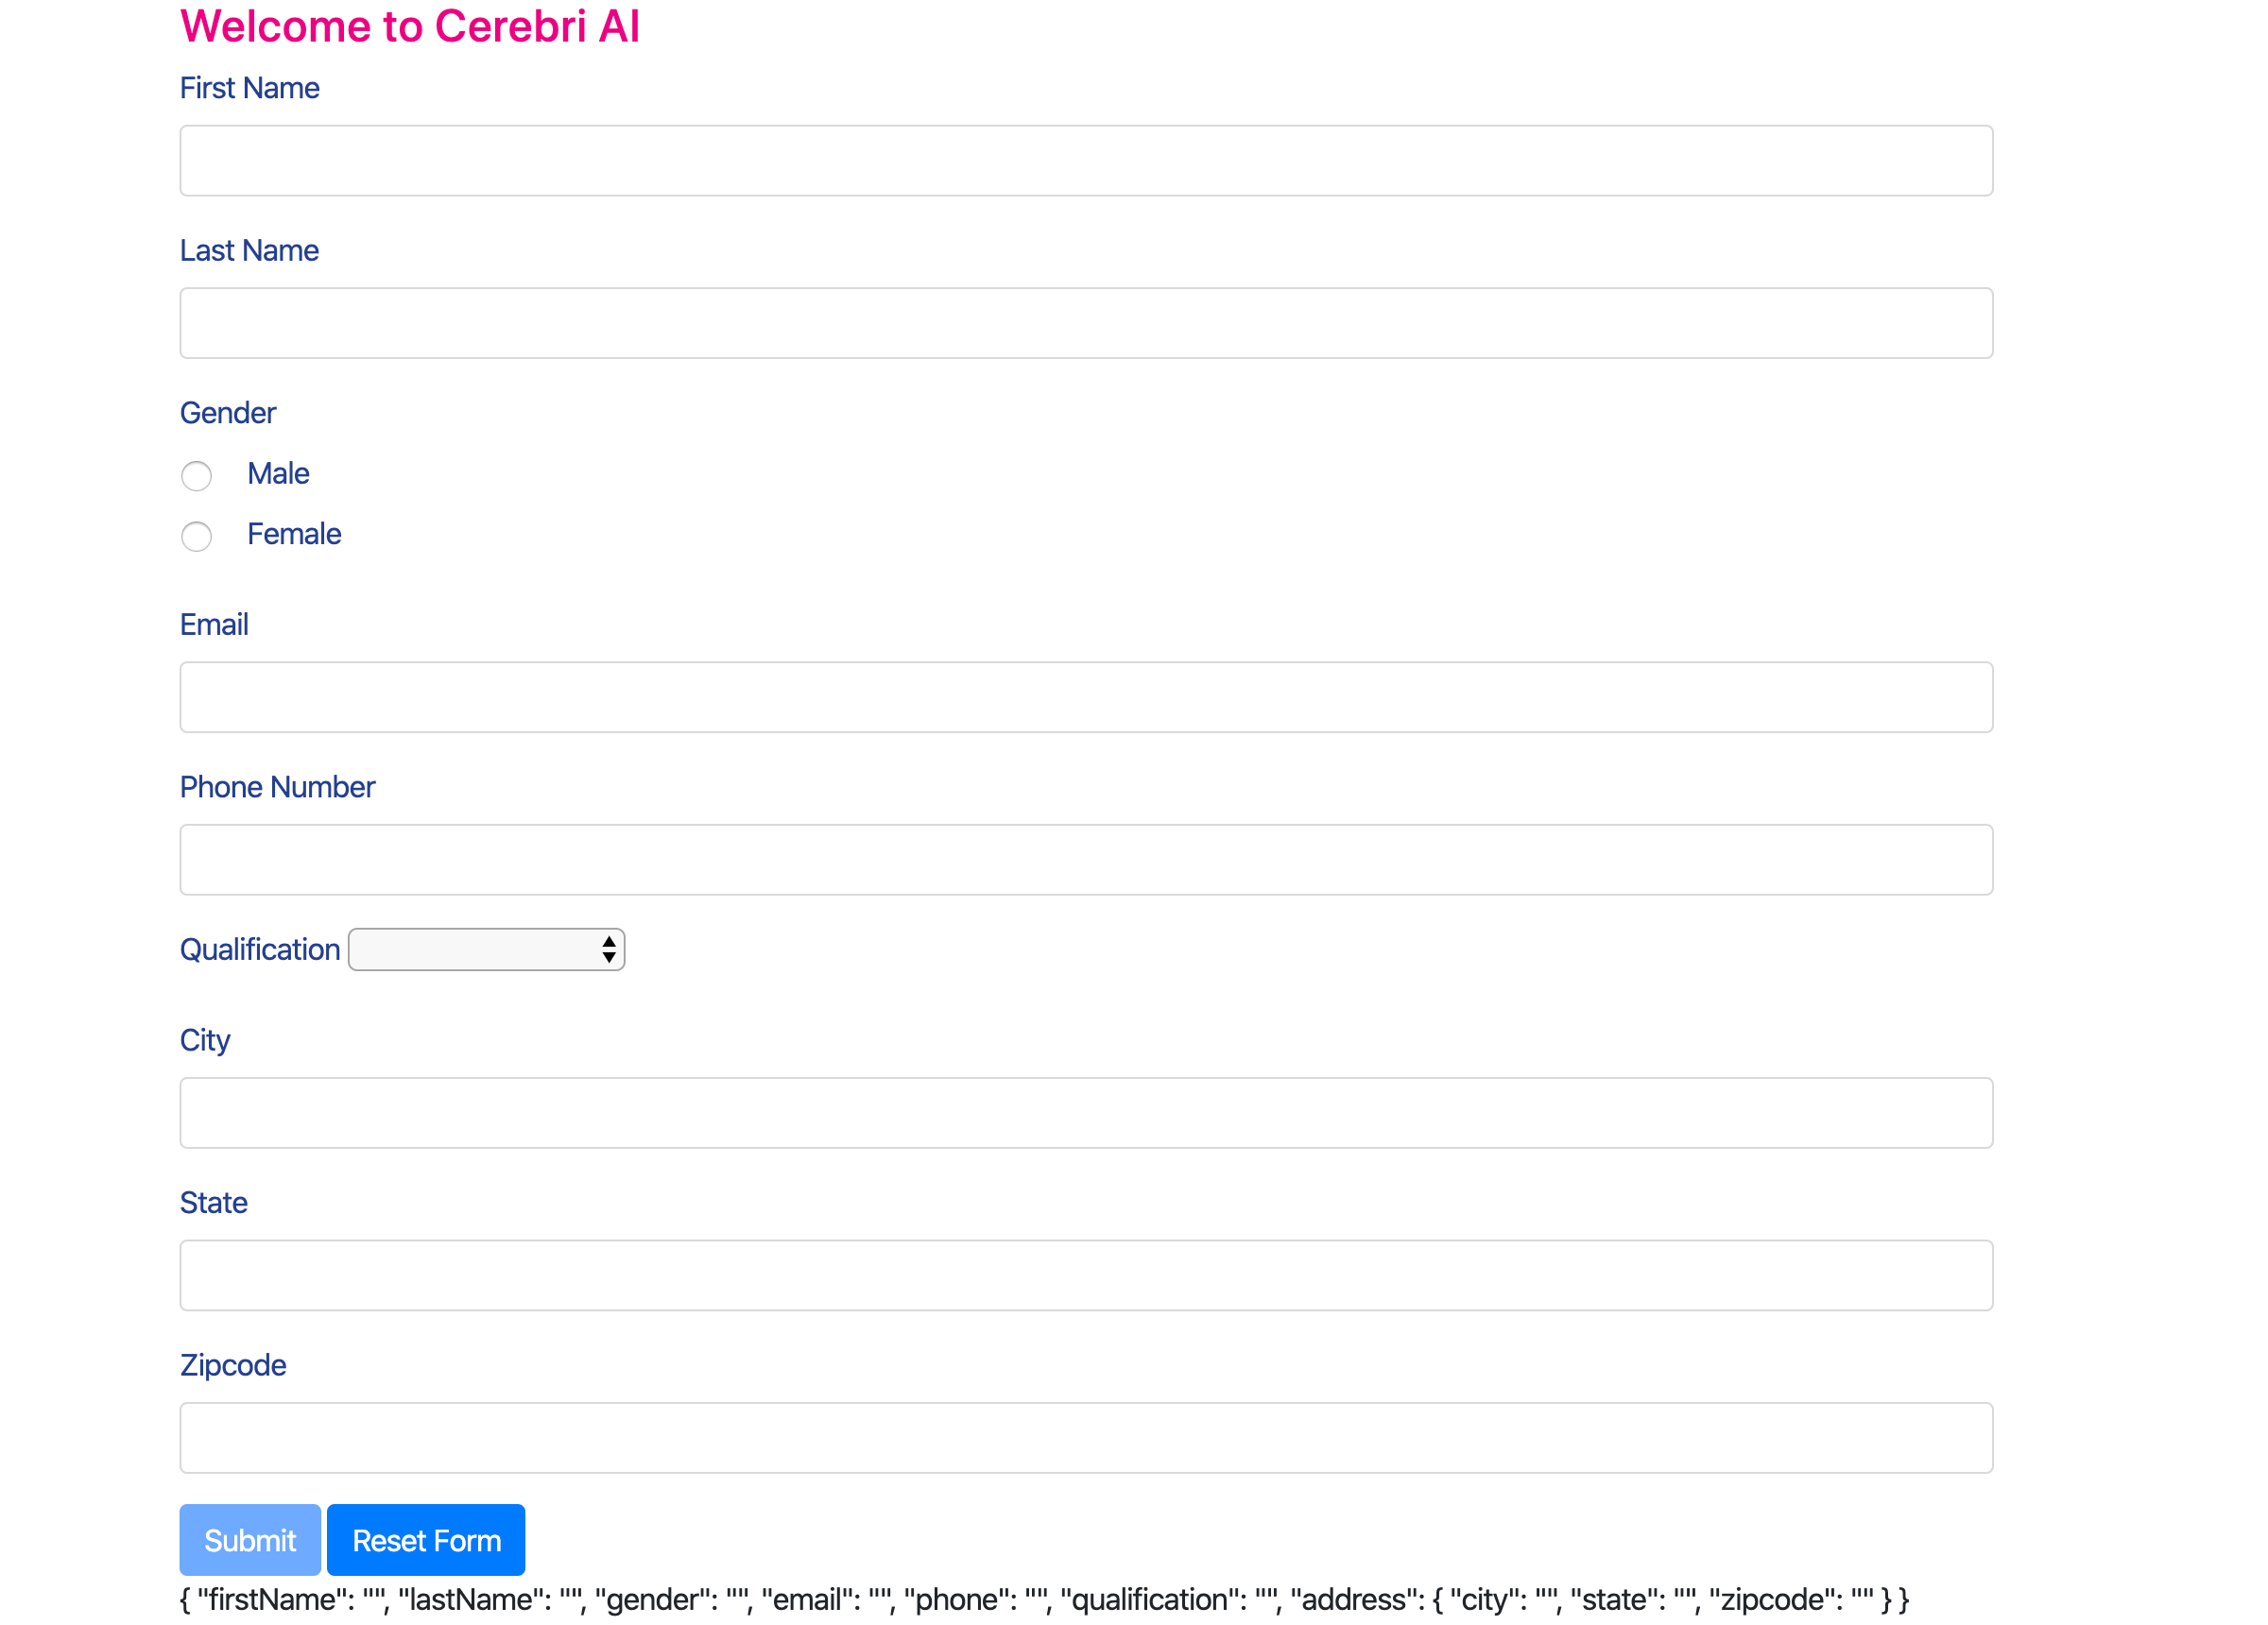 Welcome to Cerebri AI
First Name
Last Name
Gender
Male
Female
Email
Phone Number
Qualification
City
State
Zipcode
Submit Reset Form
{ "firstName": "", "lastName": "", "gender": "", "email": "", "phone": "", "qualification": "", "address": { "city": "", "state": "", "zipcode": "" } }